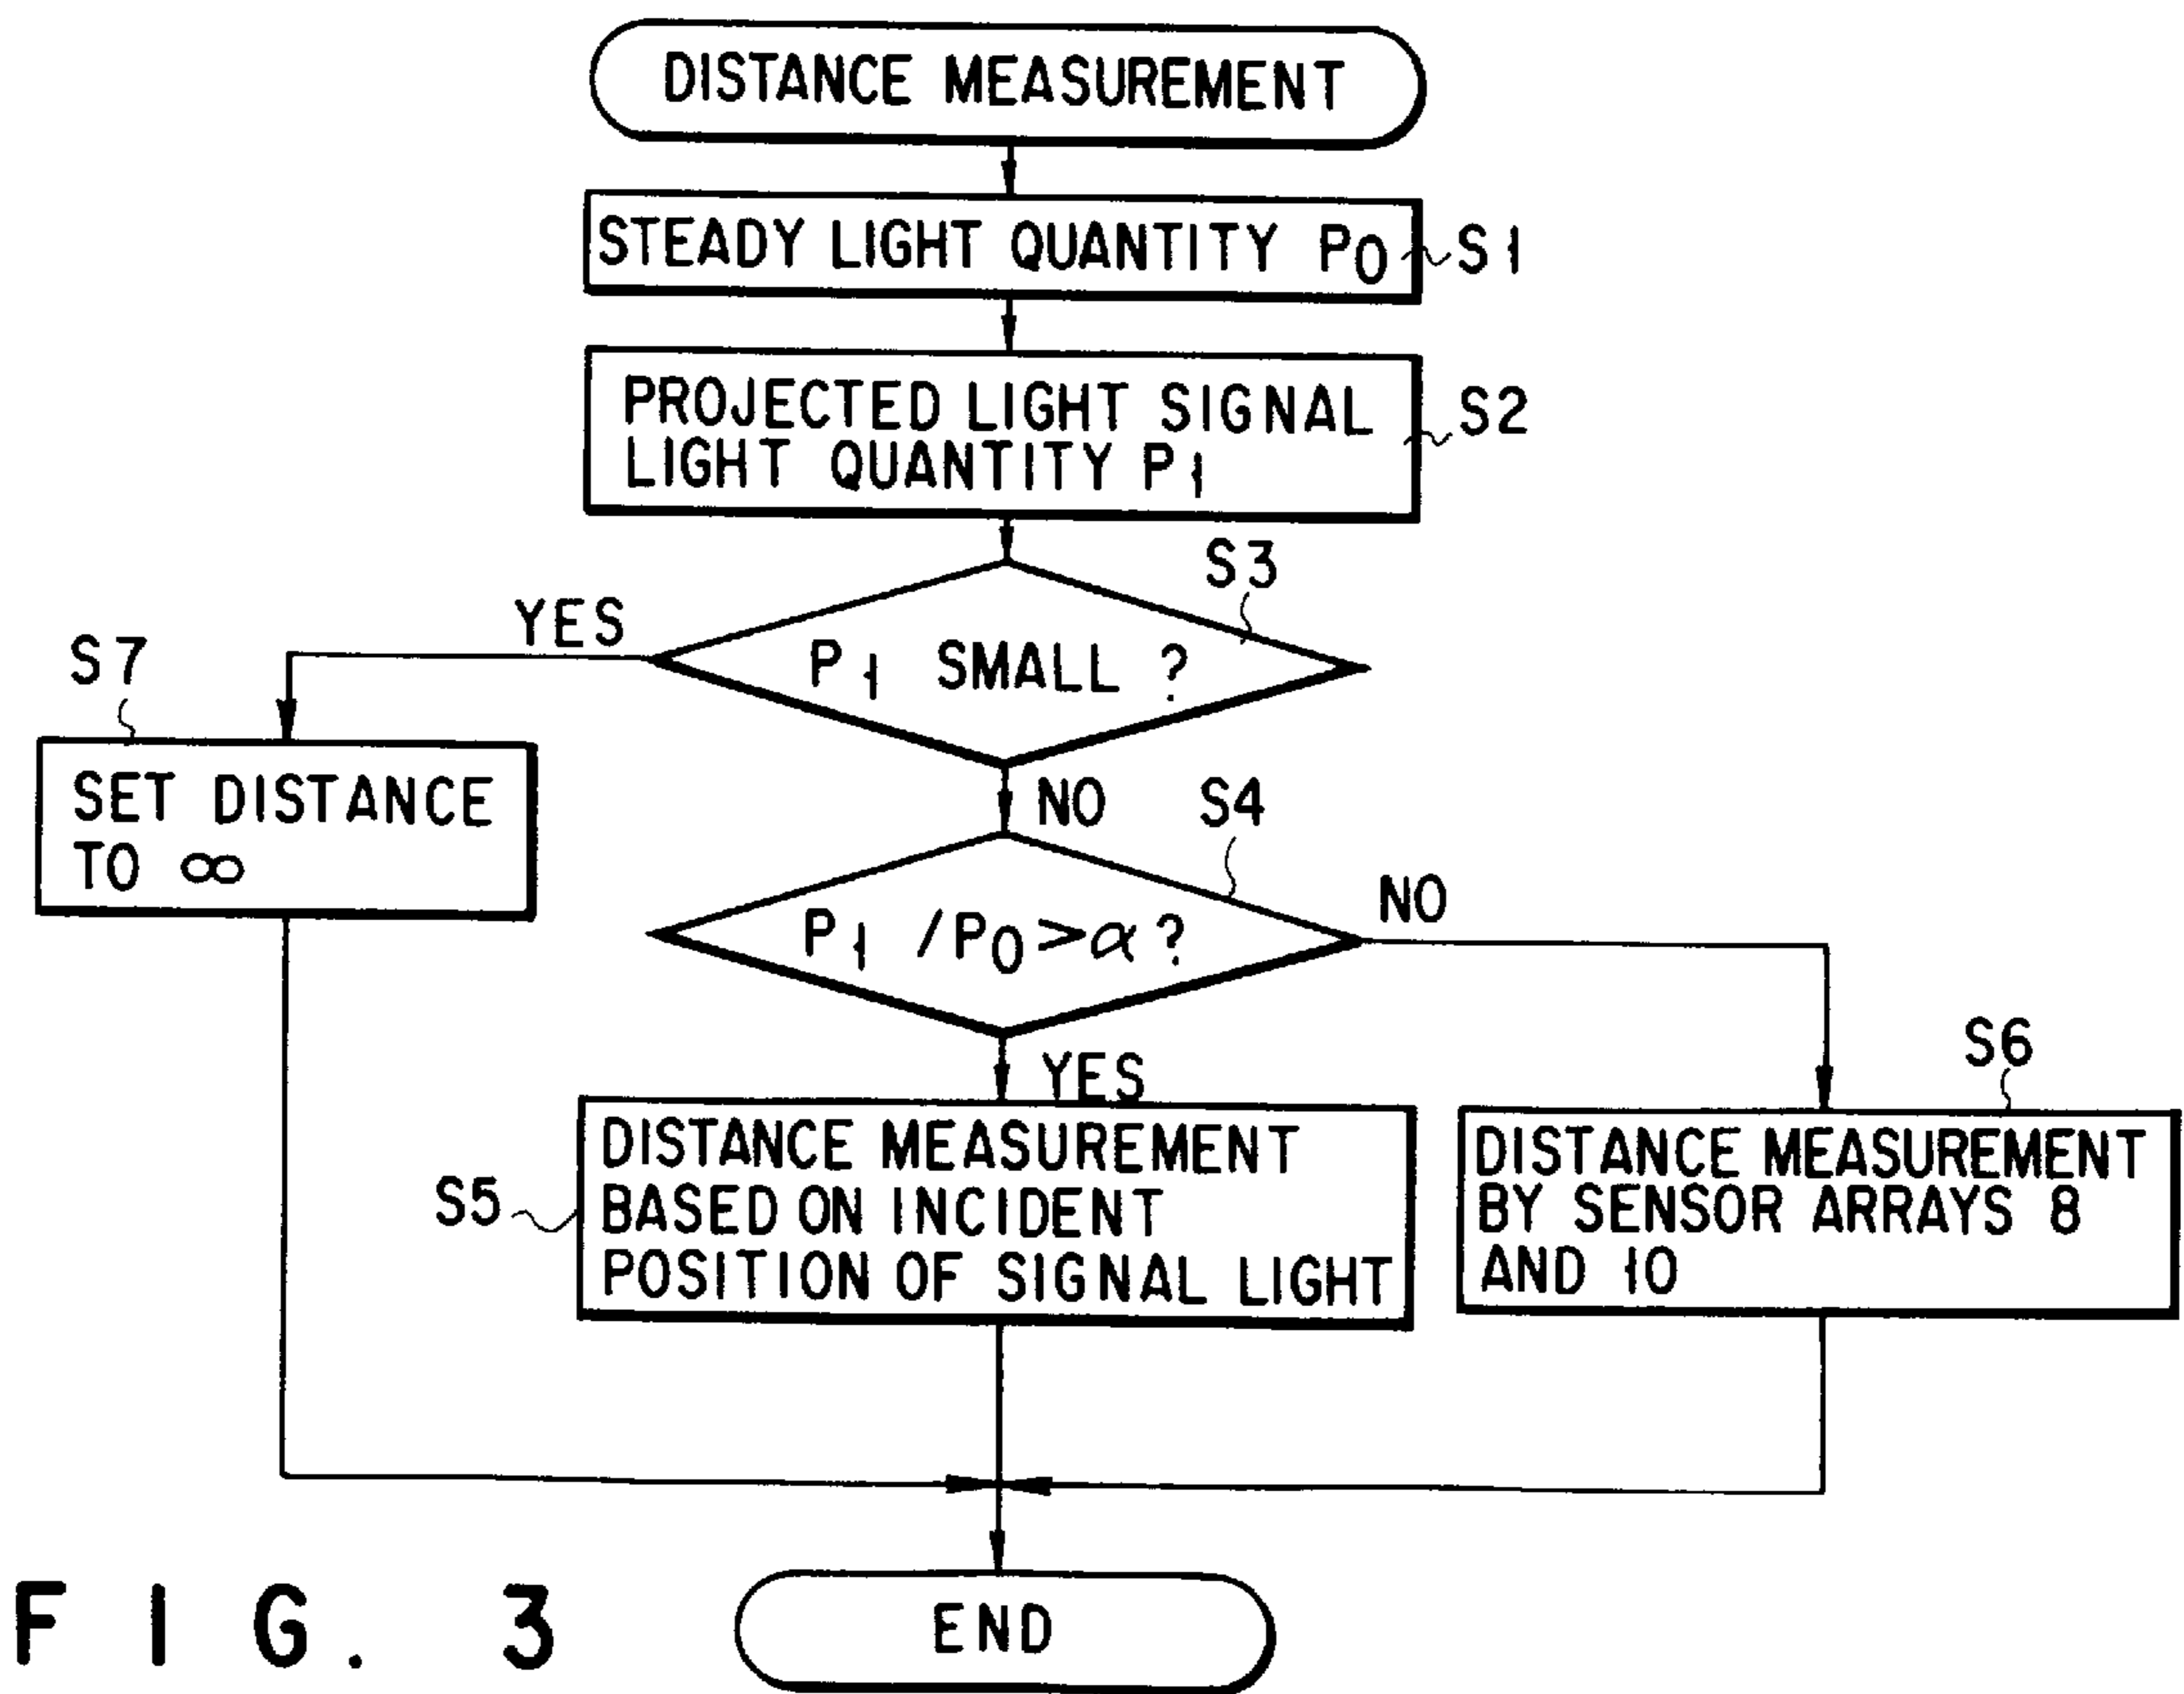 DISTANCE MEASUREMENT
STEADY LIGHT QUANTITY P0
S1
PROJECTED LIGHT SIGNAL
LIGHT QUANTITY P1
S2
S3
YES
P1 SMALL ?
S7
SET DISTANCE
TO ∞
NO
S4
P1 /P0>α?
NO
YES
S6
S5
DISTANCE MEASUREMENT
BASED ON INCIDENT
POSITION OF SIGNAL LIGHT
DISTANCE MEASUREMENT
BY SENSOR ARRAYS 8
AND 10
END
FIG. 3